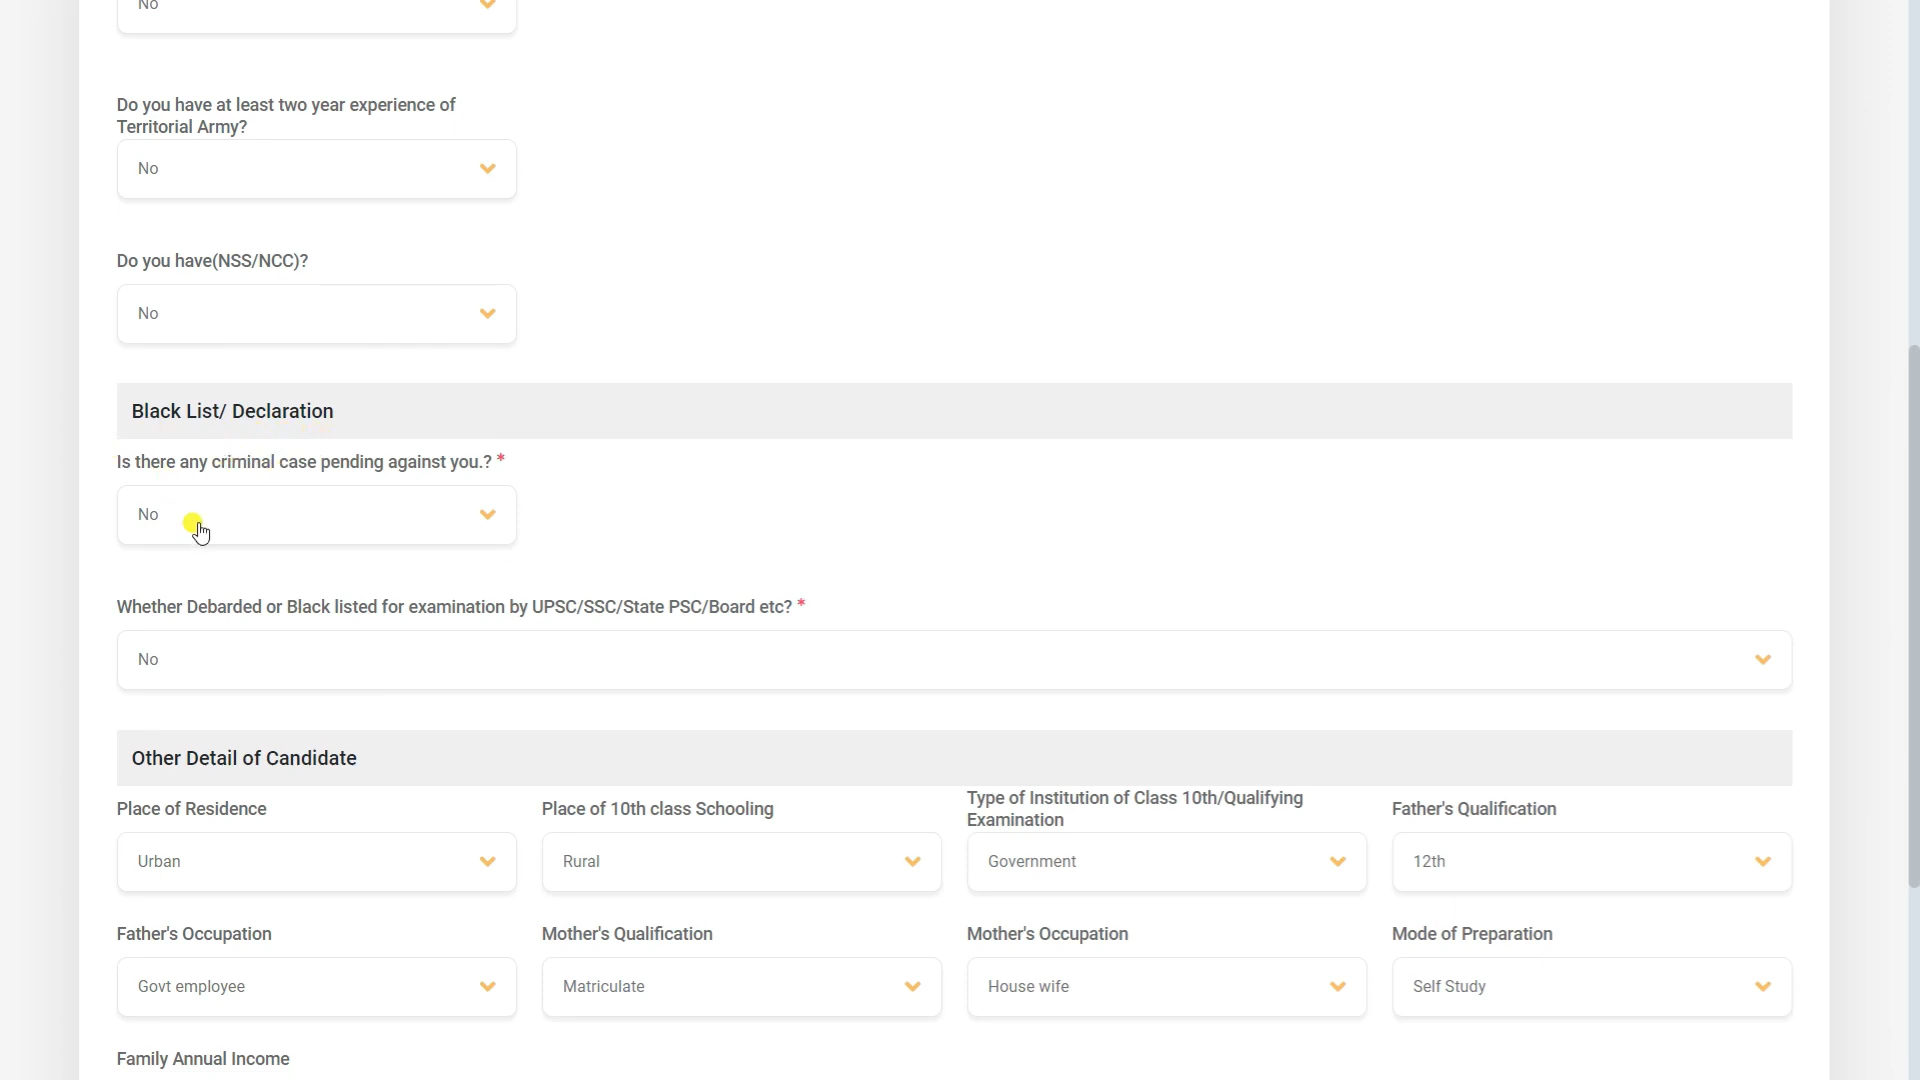 No
Do you have at least two year experience of
Territorial Army?
No
Do you have(NSS/NCC)?
No
Black List/ Declaration
Is there any criminal case pending against you.? *
No
Whether Debarded or Black listed for examination by UPSC/SSC/State PSC/Board etc? *
No
Other Detail of Candidate
Place of Residence
Urban
Place of 10th class Schooling
Rural
Type of Institution of Class 10th/Qualifying
Examination
Government
Father's Qualification
12th
Father's Occupation
Govt employee
Mother's Qualification
Matriculate
Mother's Occupation
House wife
Mode of Preparation
Self Study
Family Annual Income